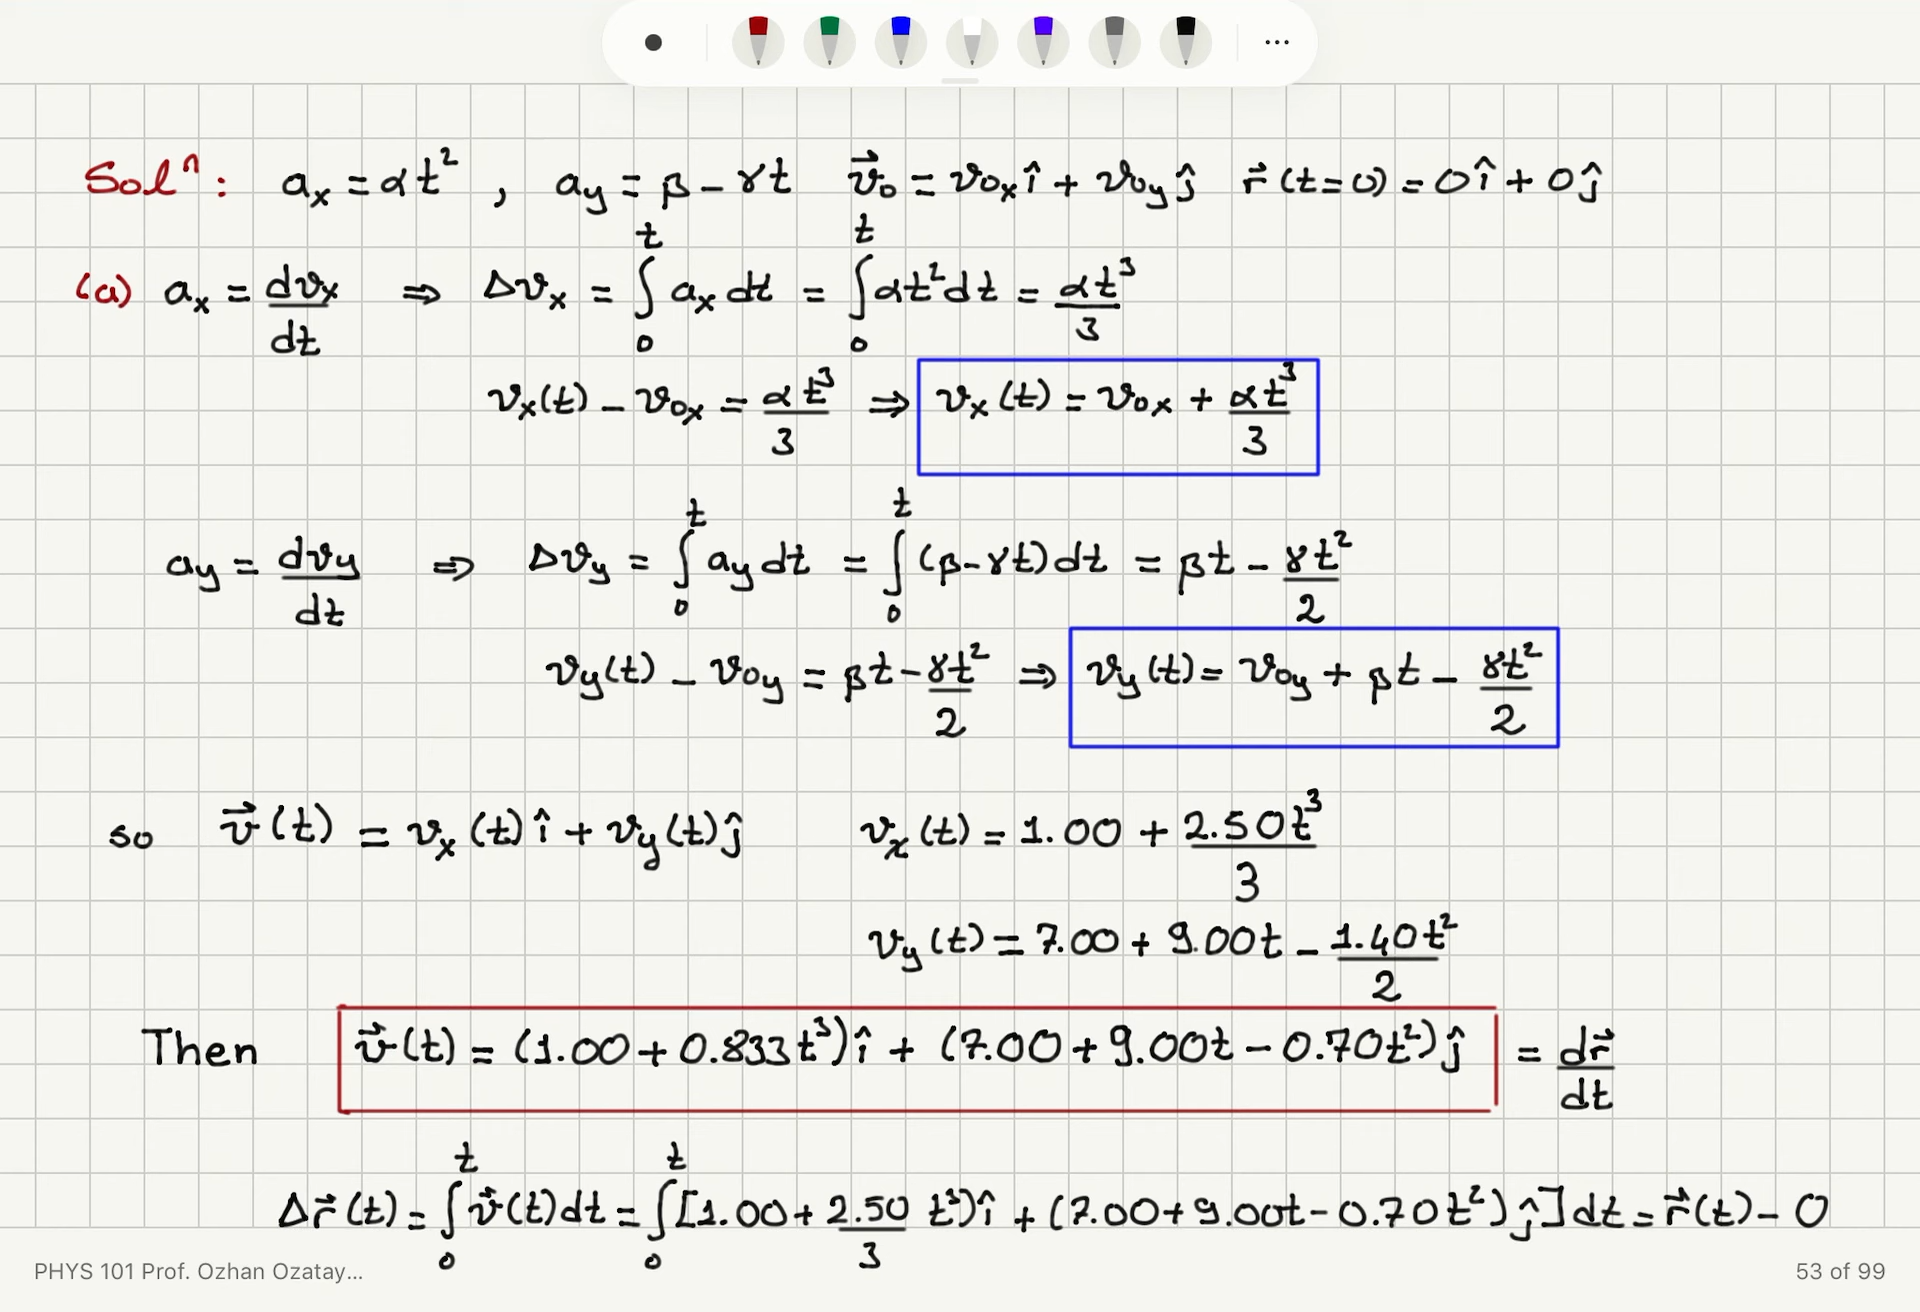 Solⁿ: aₓ = αt² , a_y = β − γt  v⃗₀ = v₀ₓ î + v₀y ĵ  r⃗(t=0) = 0î + 0ĵ
(a) aₓ = dvₓ/dt ⇒ Δvₓ = ∫₀ᵗ aₓ dt = ∫₀ᵗ αt² dt = αt³/3
vₓ(t) − v₀ₓ = αt³/3 ⇒ vₓ(t) = v₀ₓ + αt³/3
a_y = dv_y/dt ⇒ Δv_y = ∫₀ᵗ a_y dt = ∫₀ᵗ (β−γt)dt = βt − γt²/2
v_y(t) − v₀y = βt − γt²/2 ⇒ v_y(t) = v₀y + βt − γt²/2
so v⃗(t) = vₓ(t) î + v_y(t) ĵ  vₓ(t) = 1.00 + 2.50t³/3
v_y(t) = 7.00 + 9.00t − 1.40t²/2
Then v⃗(t) = (1.00 + 0.833t³) î + (7.00 + 9.00t − 0.70t²) ĵ = dr⃗/dt
Δr⃗(t) = ∫₀ᵗ v⃗(t)dt = ∫₀ᵗ [1.00 + 2.50/3 t³) î + (7.00 + 9.00t − 0.70t²) ĵ] dt = r⃗(t) − 0
PHYS 101 Prof. Ozhan Ozatay... 53 of 99